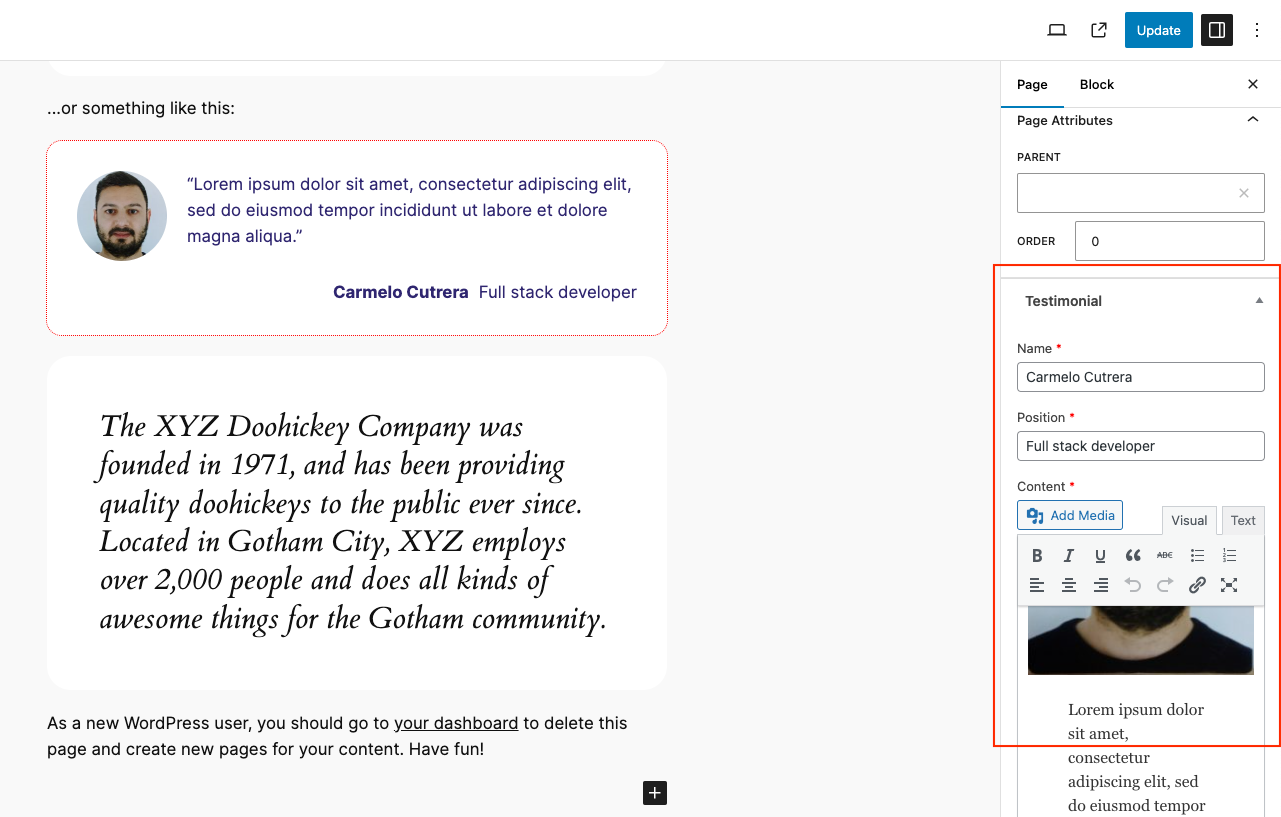 Update
...or something like this:
“Lorem ipsum dolor sit amet, consectetur adipiscing elit,
sed do eiusmod tempor incididunt ut labore et dolore
magna aliqua.”
Carmelo Cutrera Full stack developer
The XYZ Doohickey Company was
founded in 1971, and has been providing
quality doohickeys to the public ever since.
Located in Gotham City, XYZ employs
over 2,000 people and does all kinds of
awesome things for the Gotham community.
As a new WordPress user, you should go to your dashboard to delete this
page and create new pages for your content. Have fun!
Page Block
Page Attributes
PARENT
ORDER 0
Testimonial
Name *
Carmelo Cutrera
Position *
Full stack developer
Content *
Add Media
Visual Text
B I U ABC
Lorem ipsum dolor
sit amet,
consectetur
adipiscing elit, sed
do eiusmod tempor